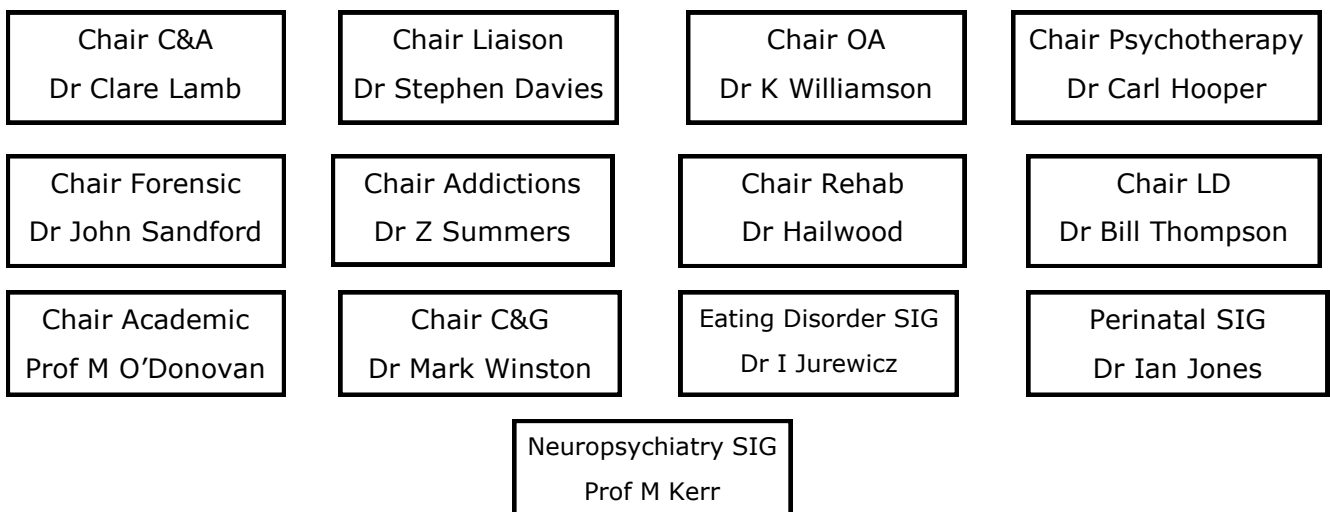 Chair C&A
Dr Clare Lamb
Chair Liaison
Dr Stephen Davies
Chair OA
Dr K Williamson
Chair Psychotherapy
Dr Carl Hooper
Chair Forensic
Dr John Sandford
Chair Addictions
Dr Z Summers
Chair Rehab
Dr Hailwood
Chair LD
Dr Bill Thompson
Chair Academic
Prof M O’Donovan
Chair C&G
Dr Mark Winston
Eating Disorder SIG
Dr I Jurewicz
Perinatal SIG
Dr Ian Jones
Neuropsychiatry SIG
Prof M Kerr